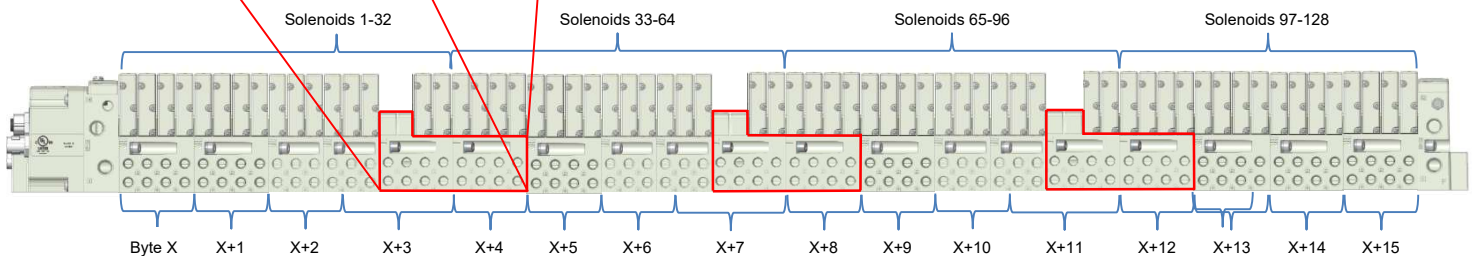 Solenoids 1-32 Solenoids 33-64 Solenoids 65-96 Solenoids 97-128
Byte X X+1 X+2 X+3 X+4 X+5 X+6 X+7 X+8 X+9 X+10 X+11 X+12 X+13 X+14 X+15